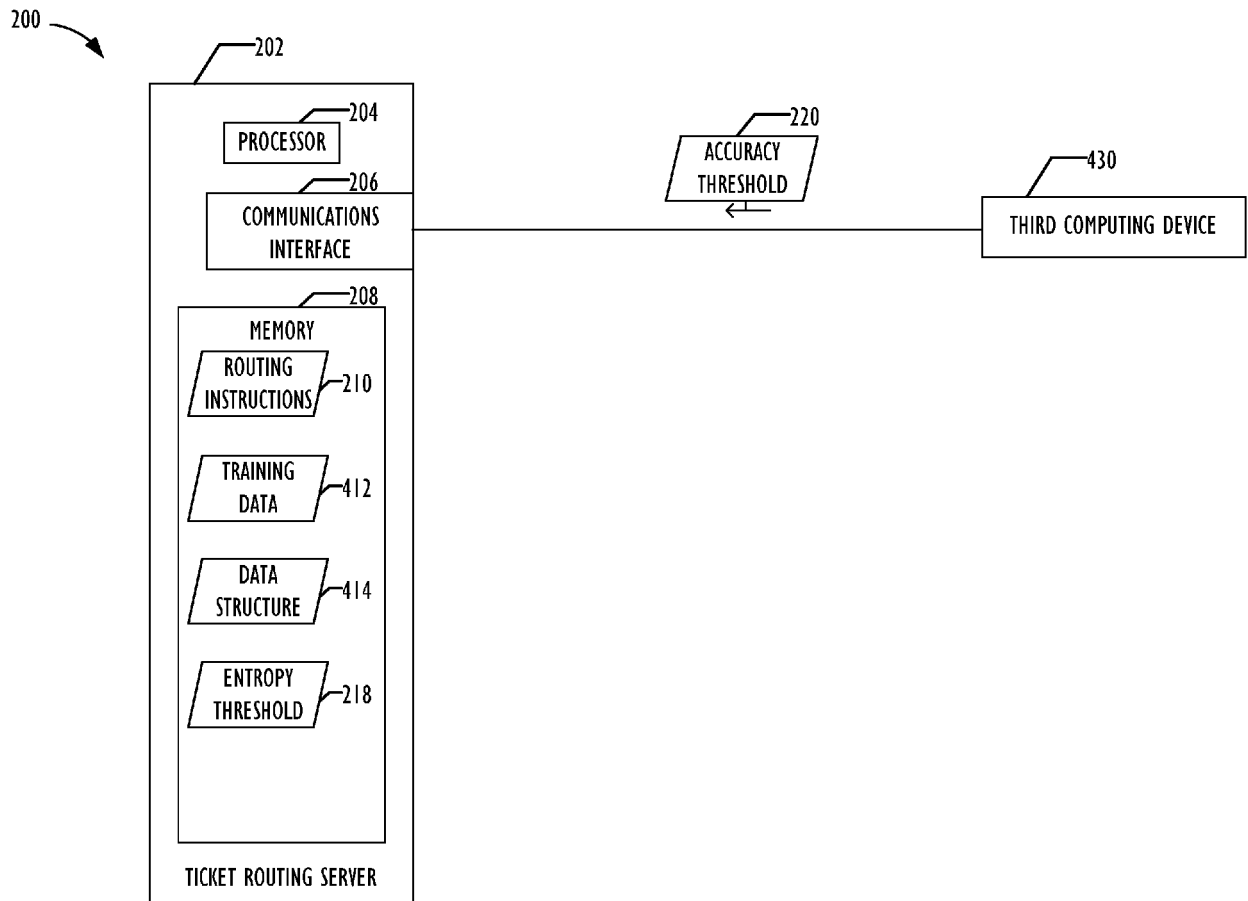 200
202
204
PROCESSOR
206
COMMUNICATIONS
INTERFACE
220
ACCURACY
THRESHOLD
430
THIRD COMPUTING DEVICE
208
MEMORY
ROUTING
INSTRUCTIONS
210
TRAINING
DATA
412
DATA
STRUCTURE
414
ENTROPY
THRESHOLD
218
TICKET ROUTING SERVER